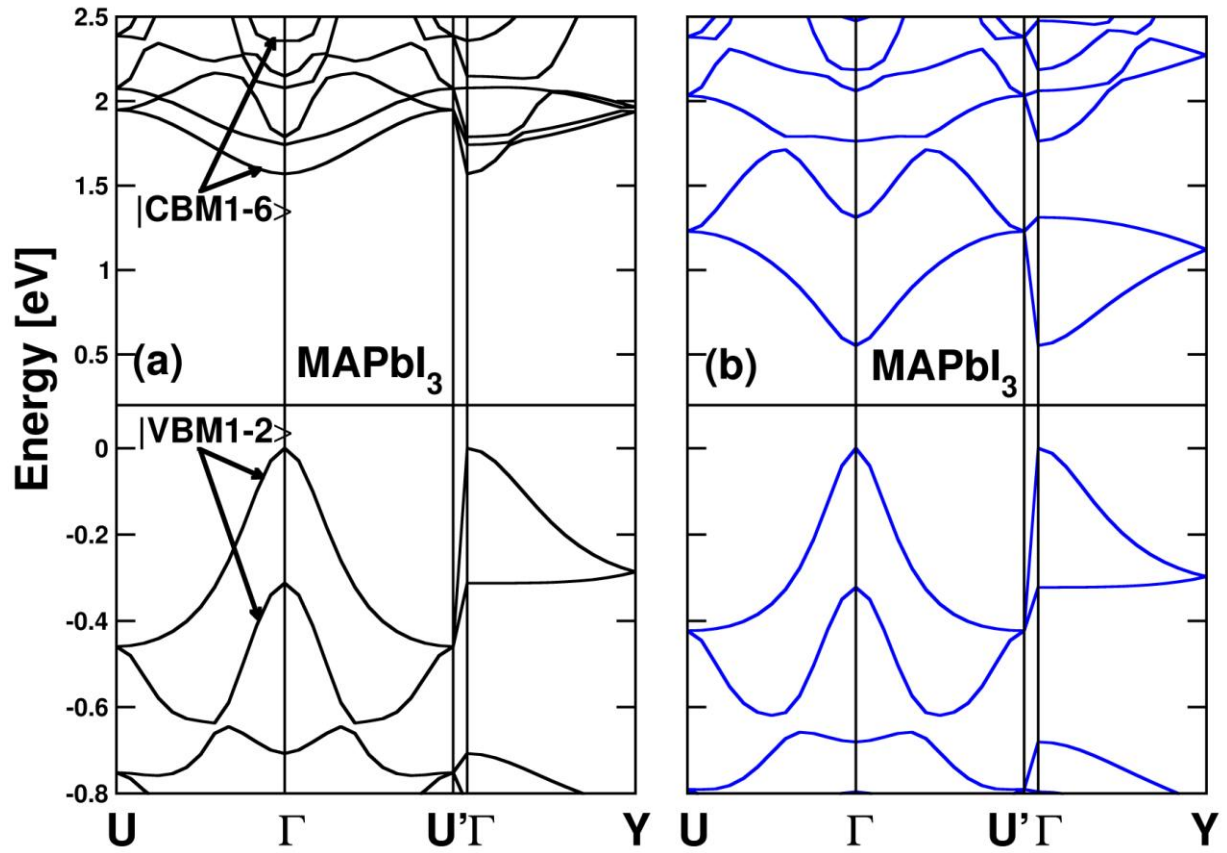 Energy [eV]
2.5
2
1.5
1
0.5
0
-0.2
-0.4
-0.6
-0.8
|CBM1-6>
(a)
MAPbI₃
|VBM1-2>
U
Γ
U'
Γ
Y
(b)
MAPbI₃
U
Γ
U'
Γ
Y